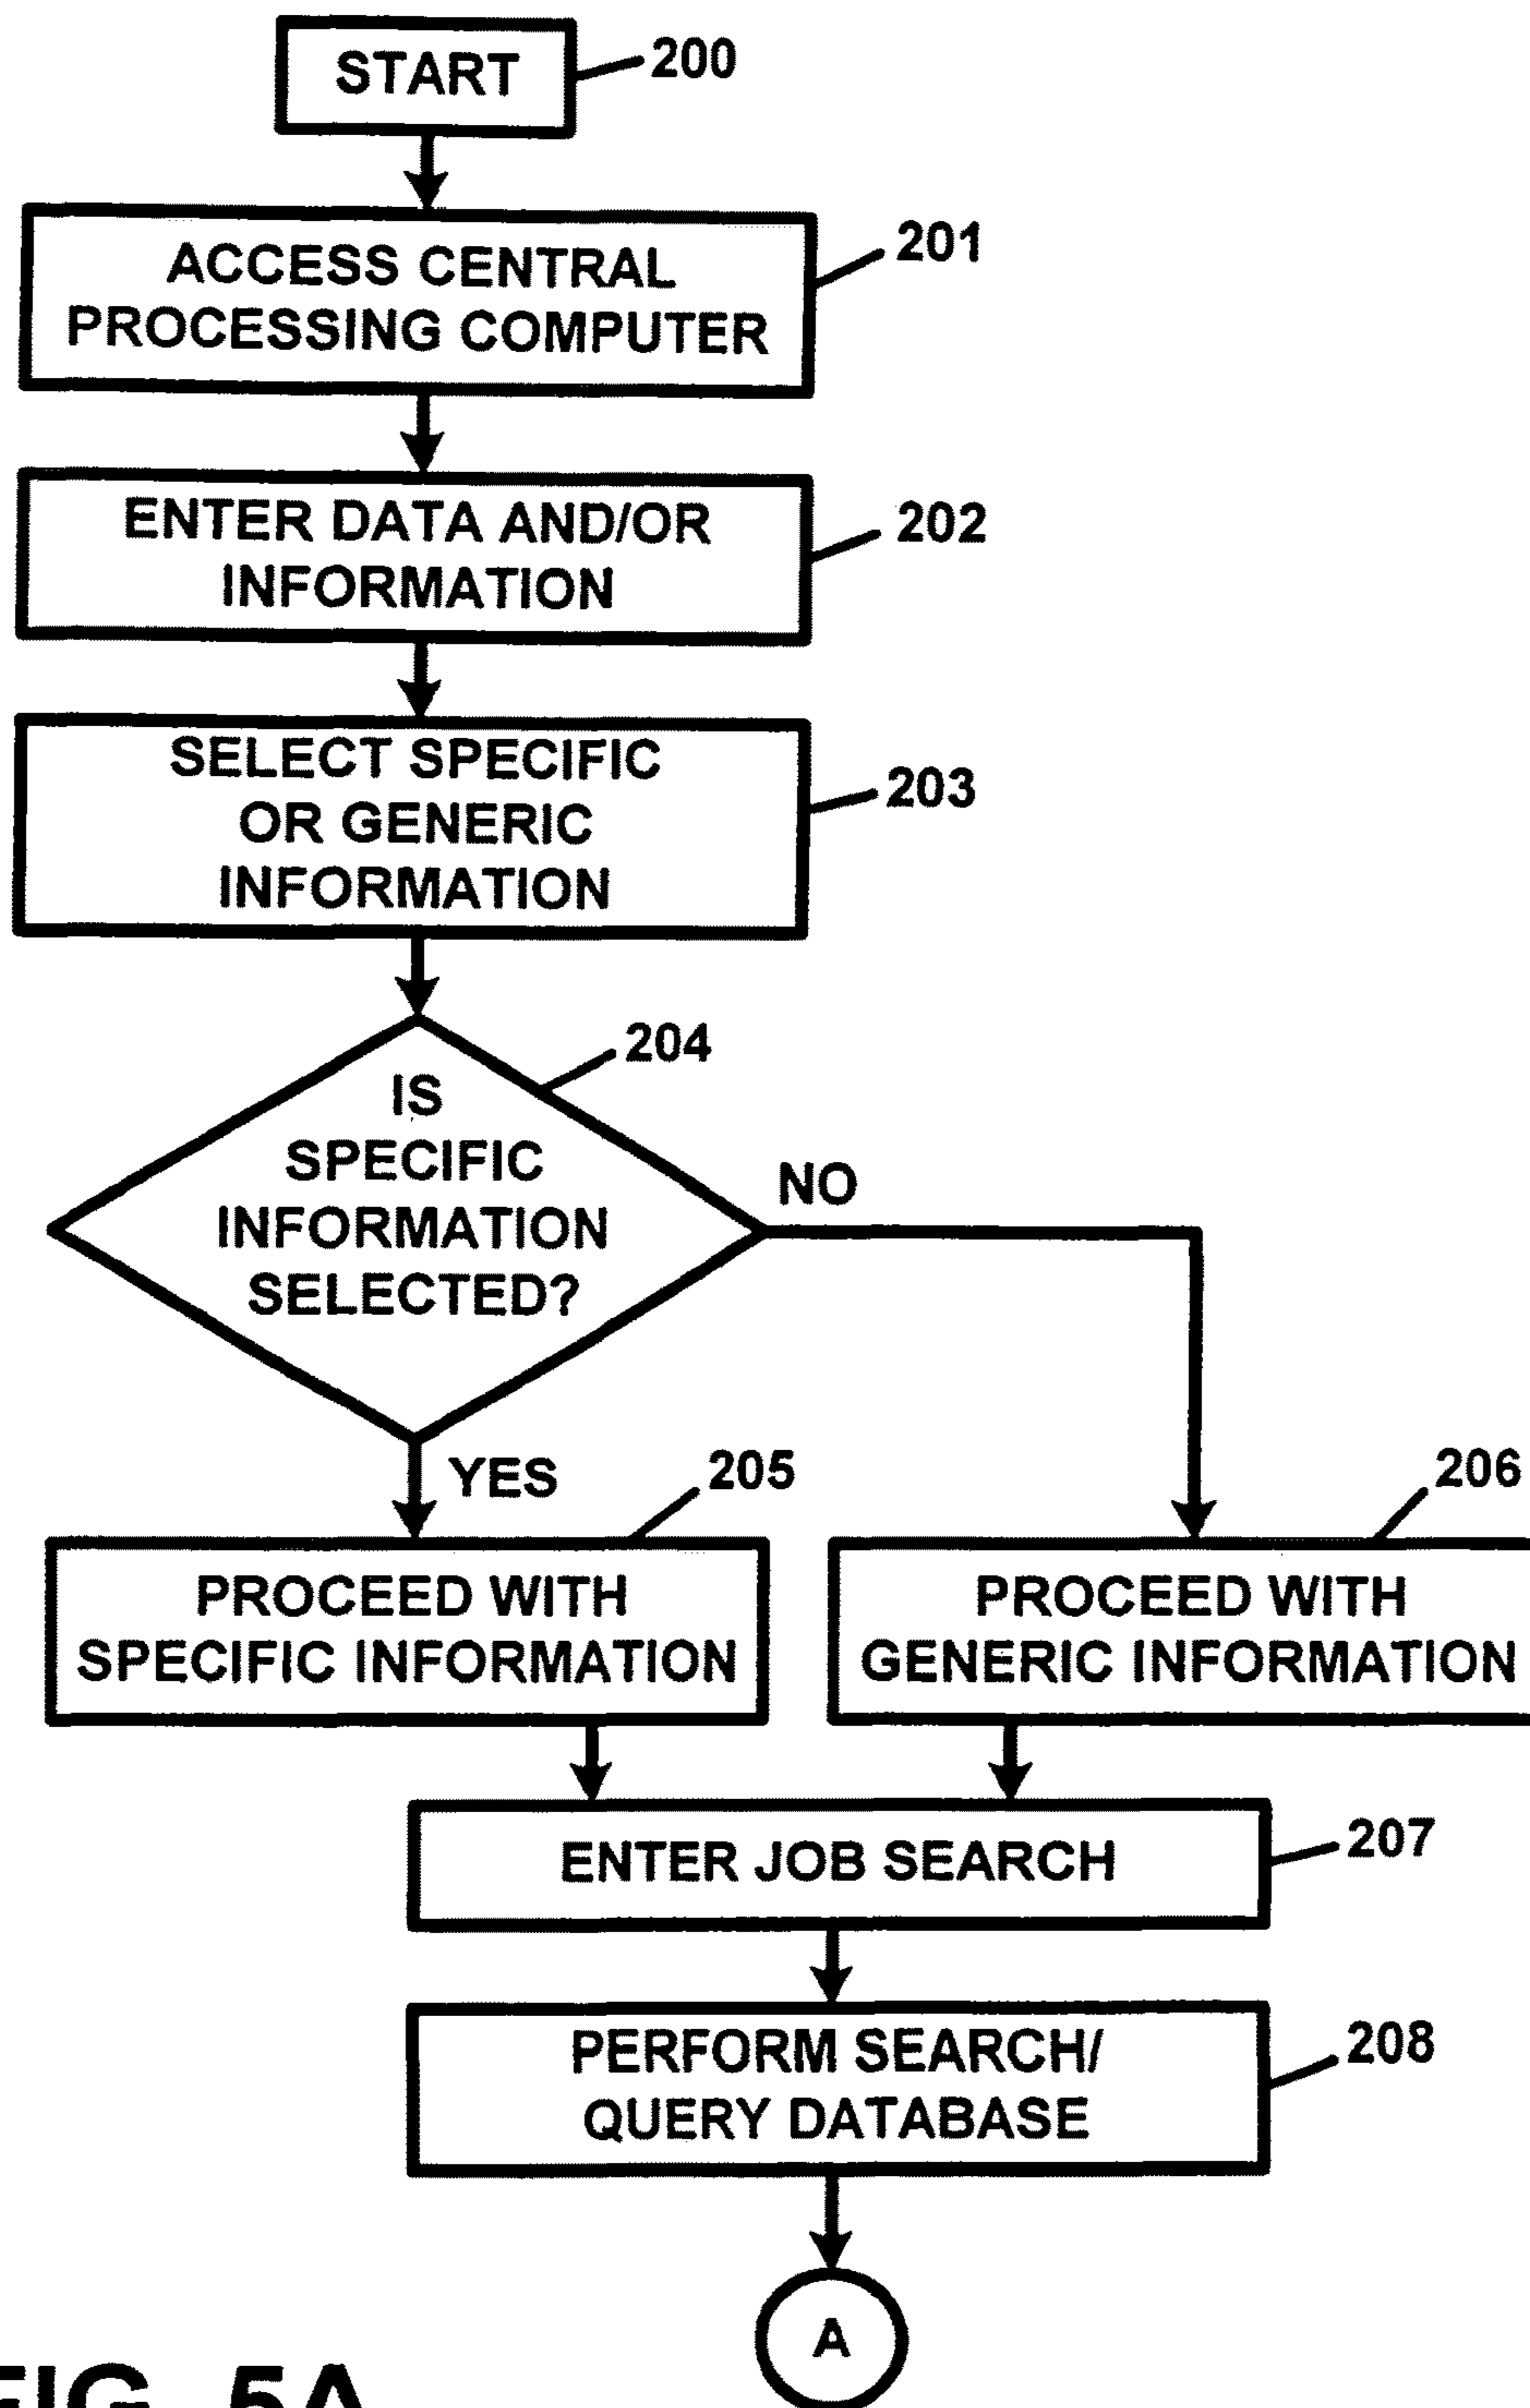 START
200
ACCESS CENTRAL
PROCESSING COMPUTER
201
ENTER DATA AND/OR
INFORMATION
202
SELECT SPECIFIC
OR GENERIC
INFORMATION
203
204
IS
SPECIFIC
INFORMATION
SELECTED?
NO
YES
205
206
PROCEED WITH
SPECIFIC INFORMATION
PROCEED WITH
GENERIC INFORMATION
ENTER JOB SEARCH
207
PERFORM SEARCH/
QUERY DATABASE
208
A
FIG. 5A